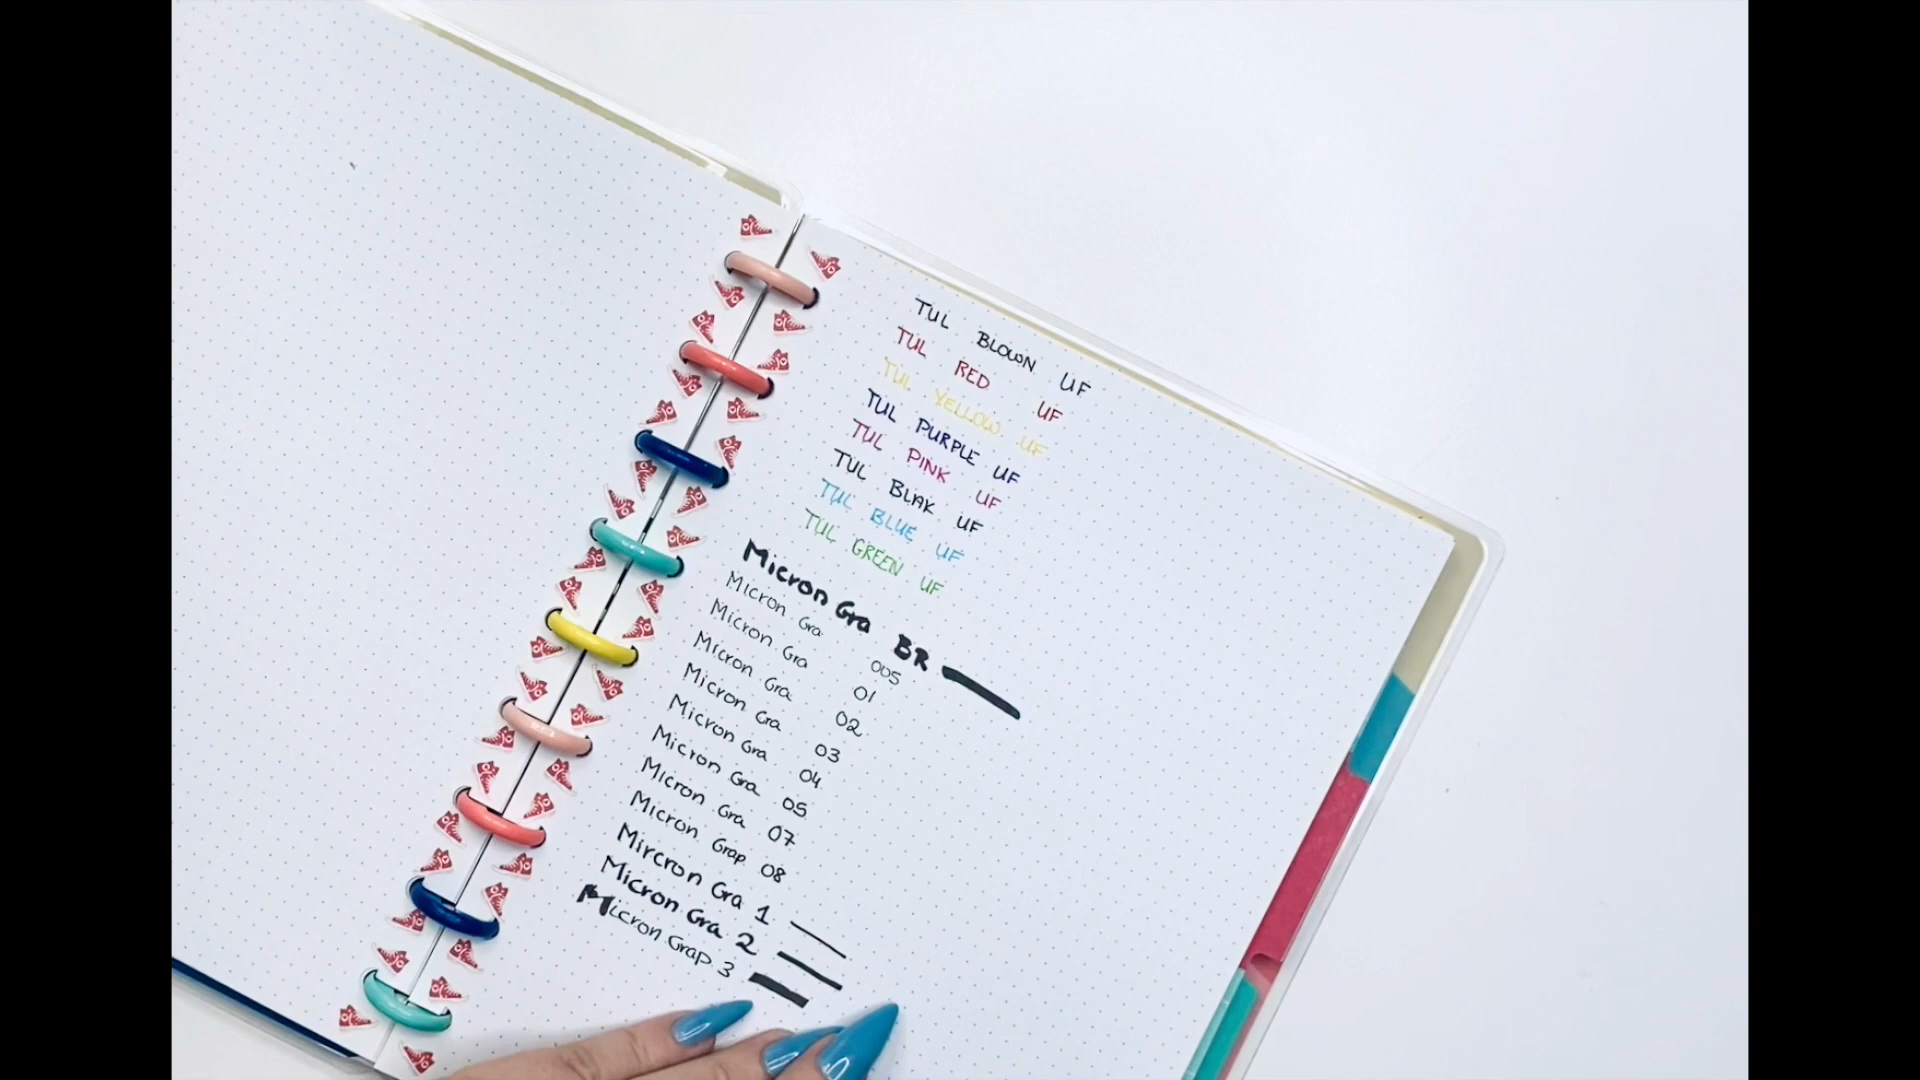 TUL BLOWN UF
TUL RED UF
TUL YELLOW UF
TUL PURPLE UF
TUL PINK UF
TUL BLAK UF
TUL BLUE UF
TUL GREEN UF
Micron Gra BR
Micron Gra 005
Micron Gra 01
Micron Gra 02
Micron Gra 03
Micron Gra 04
Micron Gra 05
Micron Gra 07
Micron Grap 08
Mircron Gra 1
Micron Gra 2
Micron Grap 3